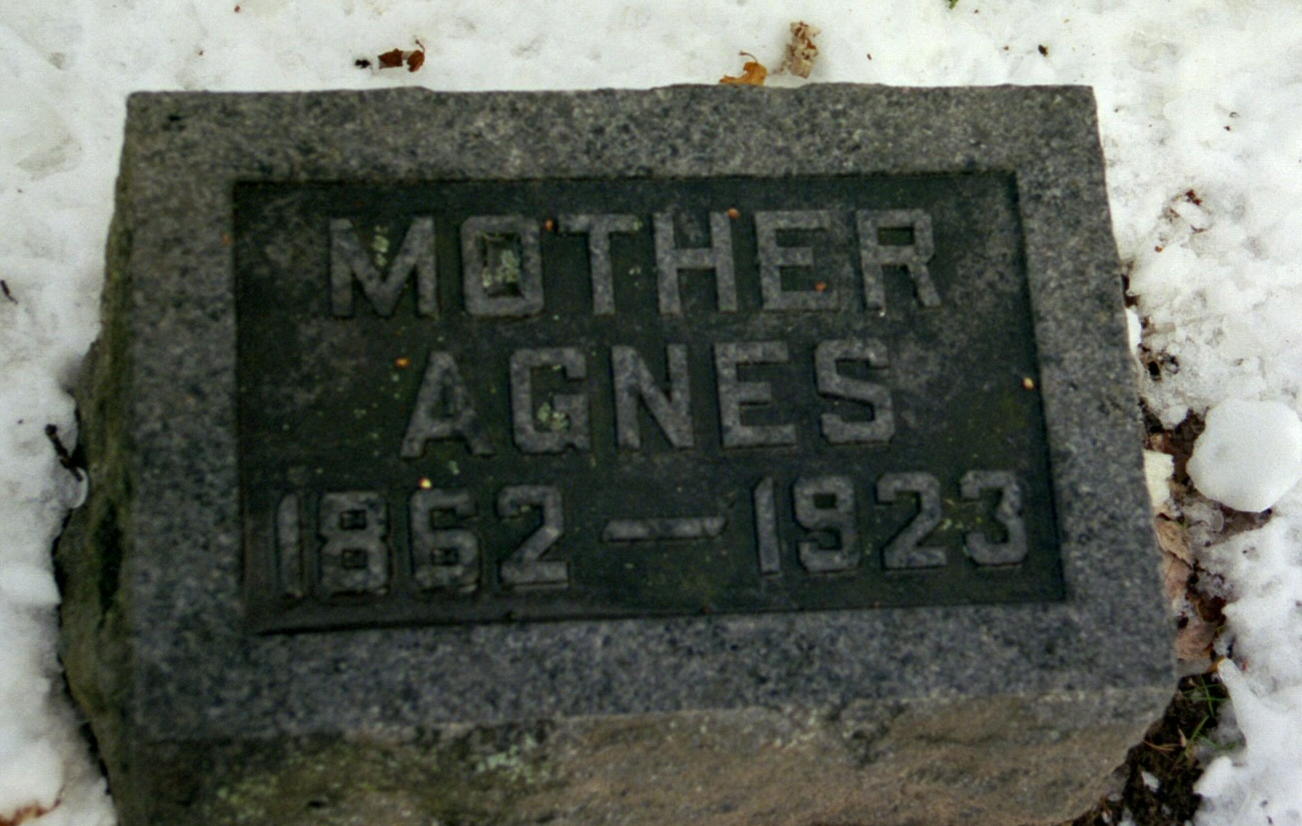 MOTHER
AGNES
1862 — 1923